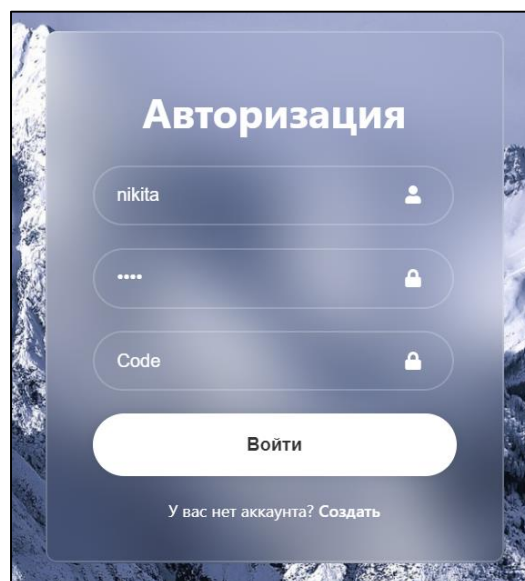 Авторизация
nikita
••••
Code
Войти
У вас нет аккаунта? Создать